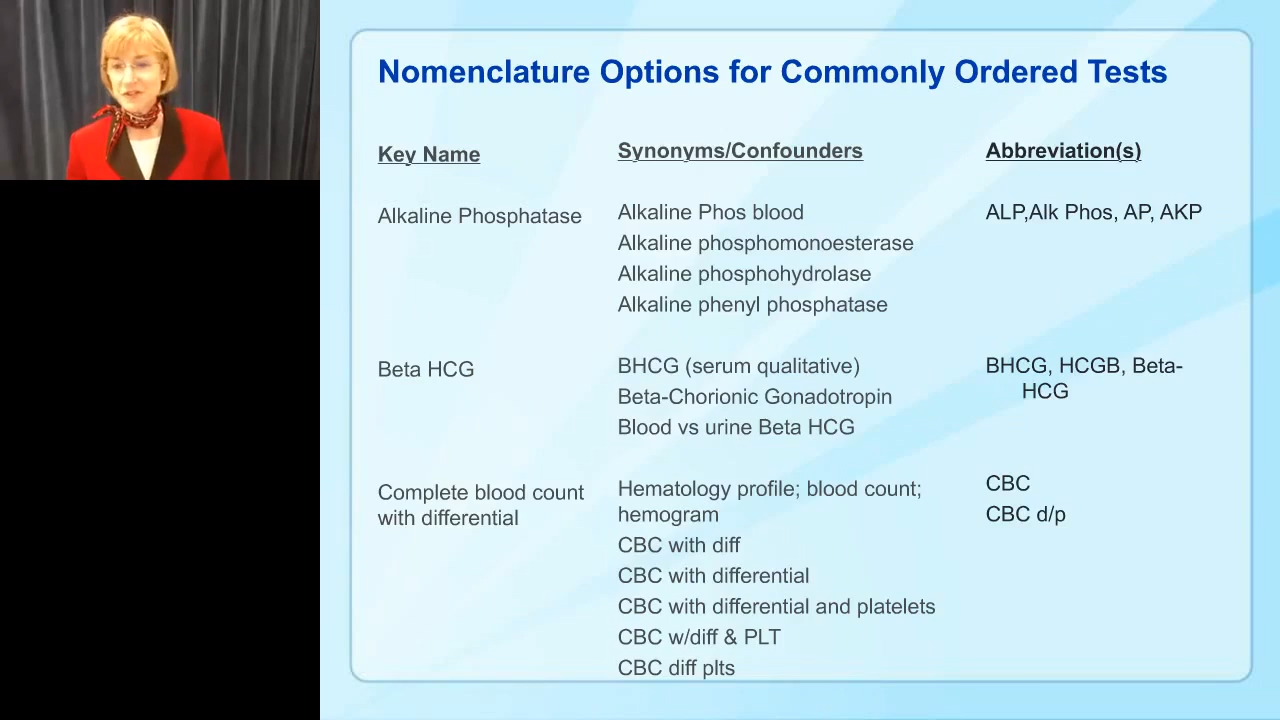 Nomenclature Options for Commonly Ordered Tests
Key Name
Synonyms/Confounders
Abbreviation(s)
Alkaline Phosphatase
Alkaline Phos blood
Alkaline phosphomonoesterase
Alkaline phosphohydrolase
Alkaline phenyl phosphatase
ALP,Alk Phos, AP, AKP
Beta HCG
BHCG (serum qualitative)
Beta-Chorionic Gonadotropin
Blood vs urine Beta HCG
BHCG, HCGB, Beta-
HCG
Complete blood count
with differential
Hematology profile; blood count;
hemogram
CBC with diff
CBC with differential
CBC with differential and platelets
CBC w/diff & PLT
CBC diff plts
CBC
CBC d/p